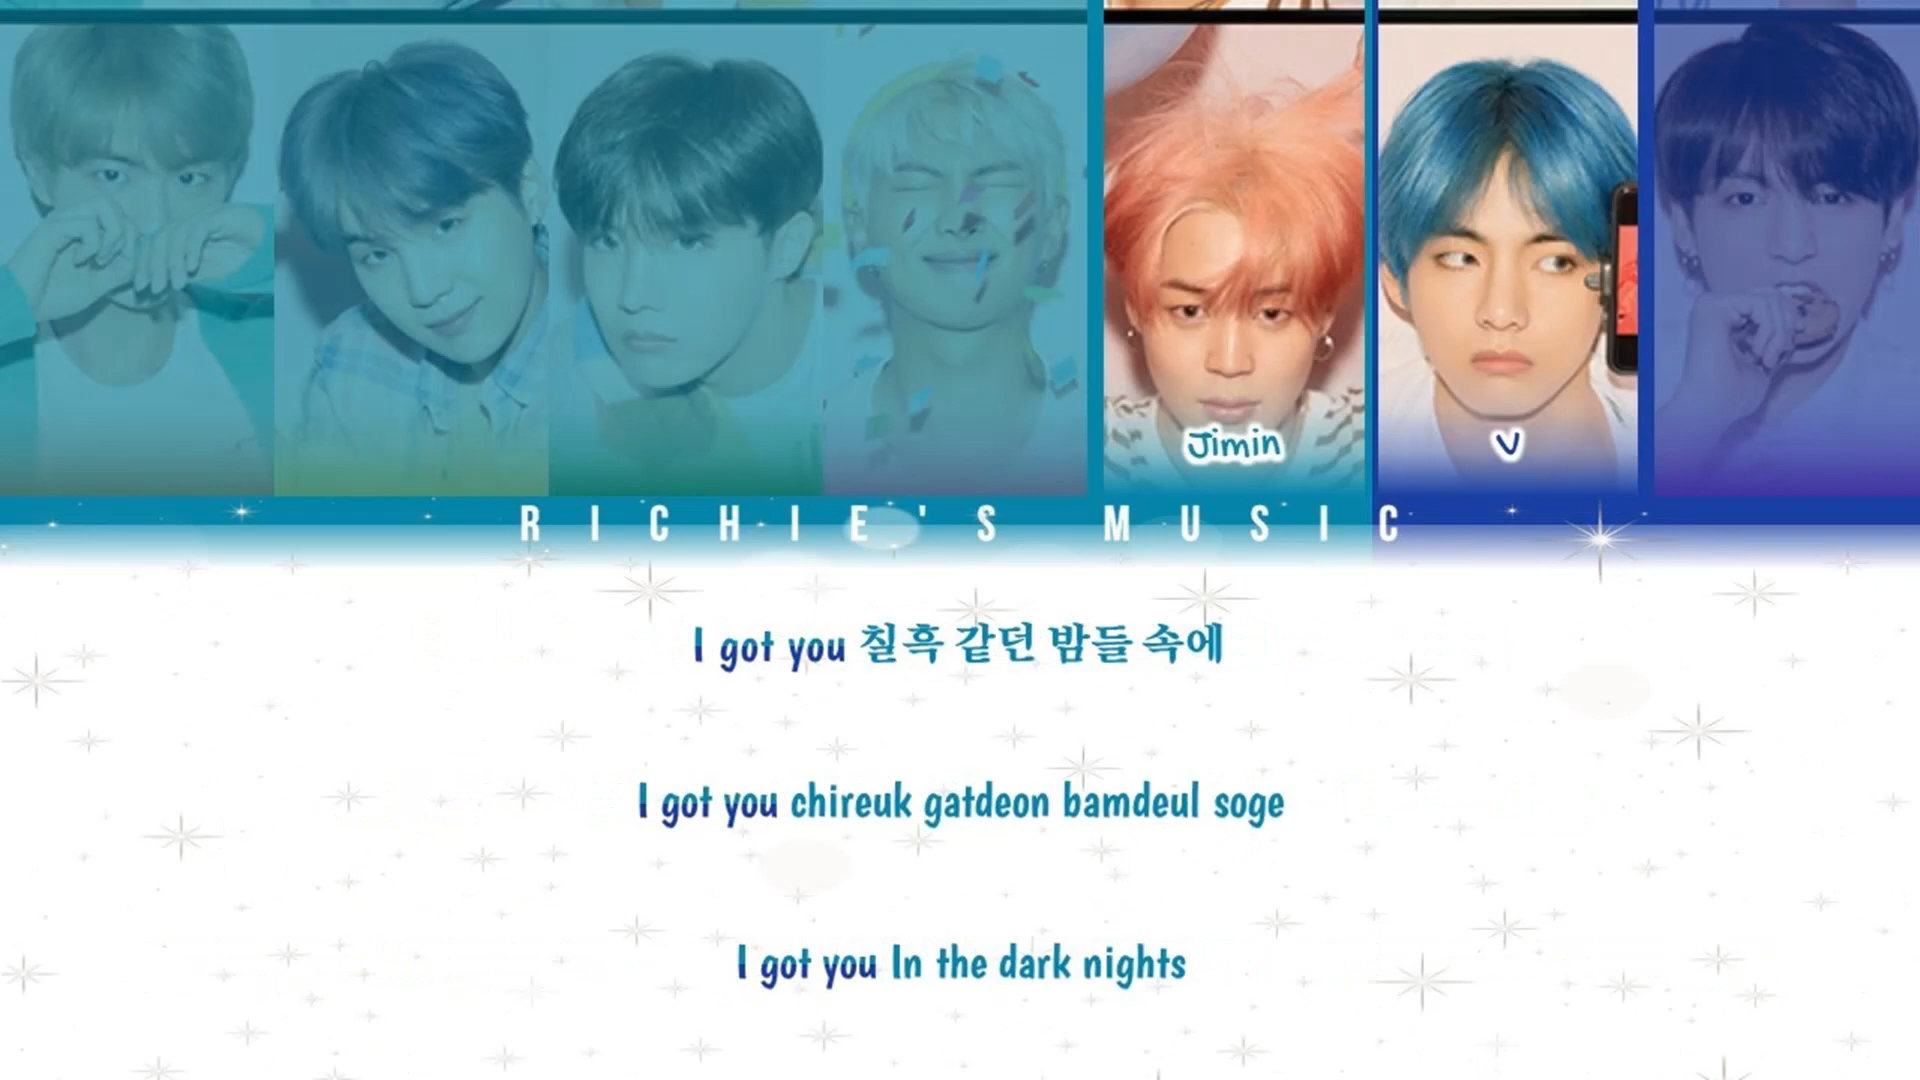 Jimin
V
RICHIE'S MUSIC
I got you 칠흑 같던 밤들 속에
I got you chireuk gatdeon bamdeul soge
I got you In the dark nights